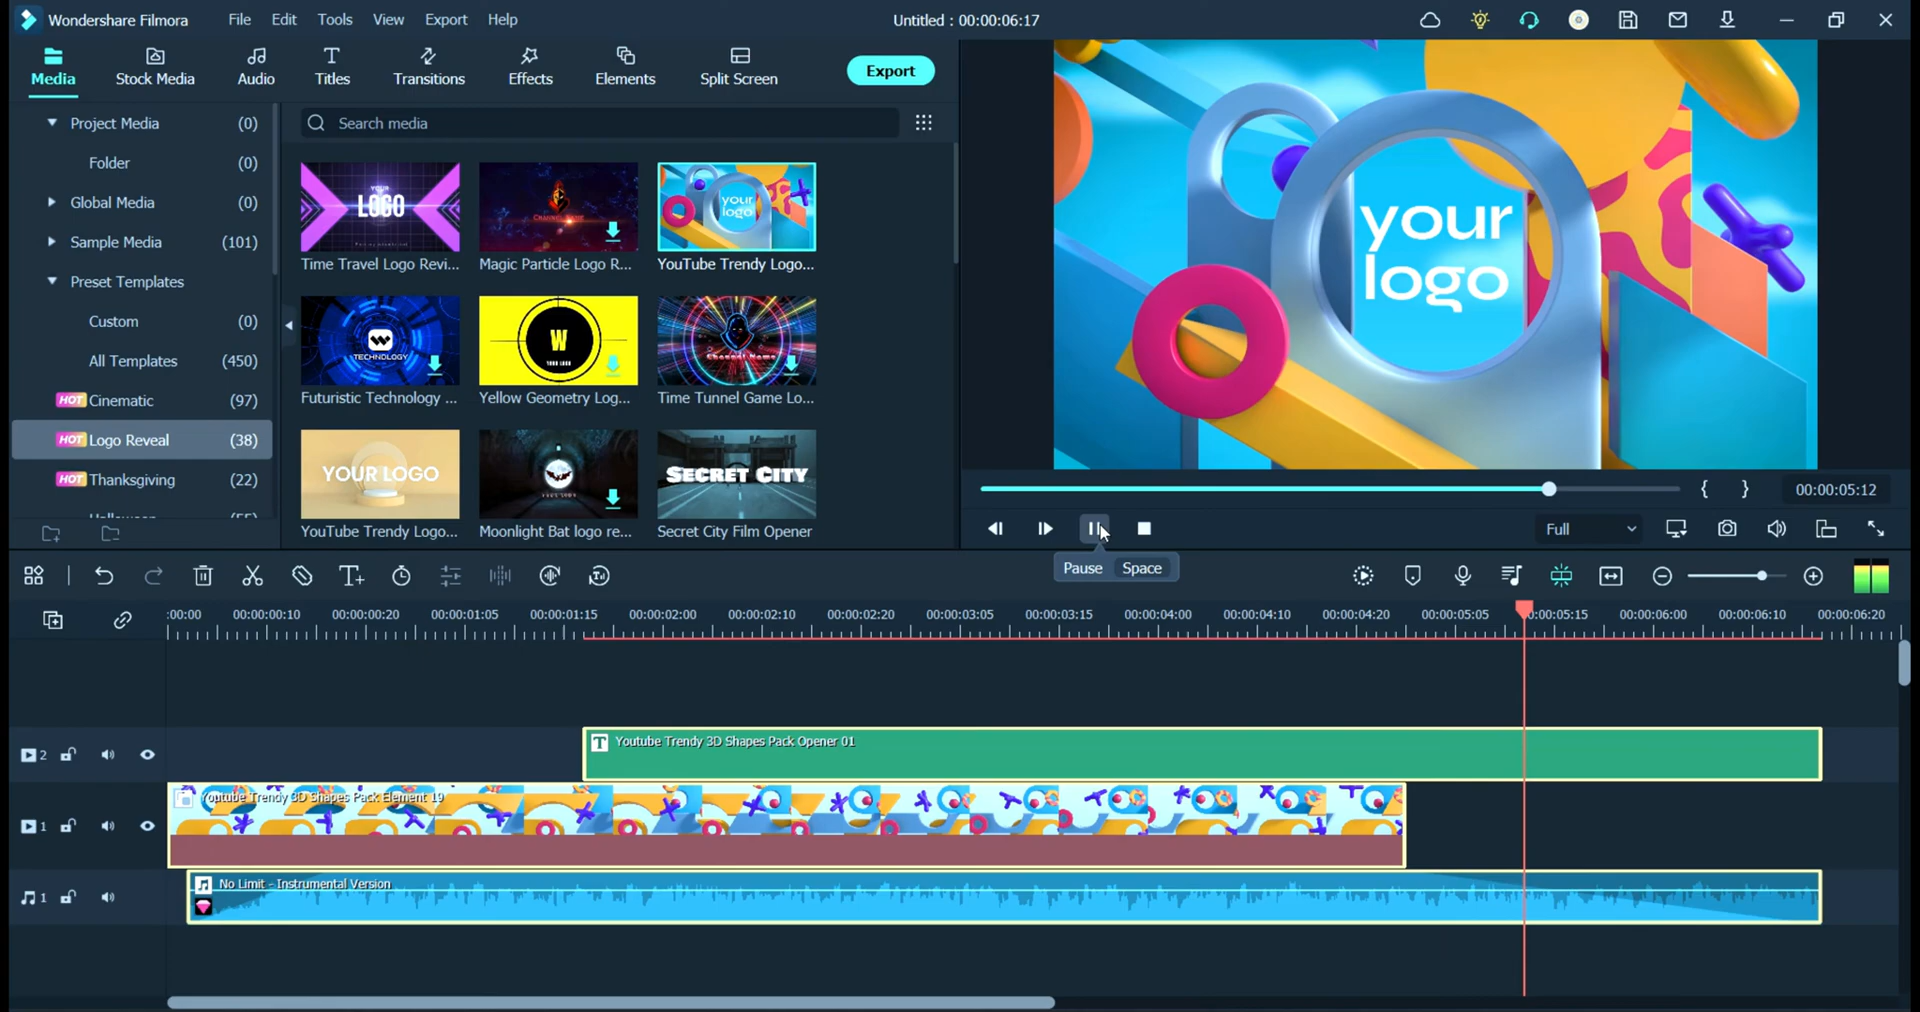 Wondershare Filmora
File Edit Tools View Export Help
Untitled : 00:00:06:17
Media
Stock Media
Audio
Titles
Transitions
Effects
Elements
Split Screen
Export
Project Media (0)
Folder (0)
Global Media (0)
Sample Media (101)
Preset Templates
Custom (0)
All Templates (450)
HOT Cinematic (97)
HOT Logo Reveal (38)
HOT Thanksgiving (22)
Search media
YOUR
LOGO
Time Travel Logo Revi...
CHANNEL NAME
Magic Particle Logo R...
your
logo
YouTube Trendy Logo...
TECHNOLOGY
Futuristic Technology ...
W
YOUR LOGO
Yellow Geometry Log...
Channel Name
Time Tunnel Game Lo...
YOUR LOGO
YouTube Trendy Logo...
Moonlight Bat logo re...
SECRET CITY
Secret City Film Opener
your
logo
{ } 00:00:05:12
Full
Pause Space
:00:00 00:00:00:10 00:00:00:20 00:00:01:05 00:00:01:15 00:00:02:00 00:00:02:10 00:00:02:20 00:00:03:05 00:00:03:15 00:00:04:00 00:00:04:10 00:00:04:20 00:00:05:05 00:00:05:15 00:00:06:00 00:00:06:10 00:00:06:20
2
T Youtube Trendy 3D Shapes Pack Opener 01
1
Youtube Trendy 3D Shapes Pack Element 19
1
No Limit - Instrumental Version